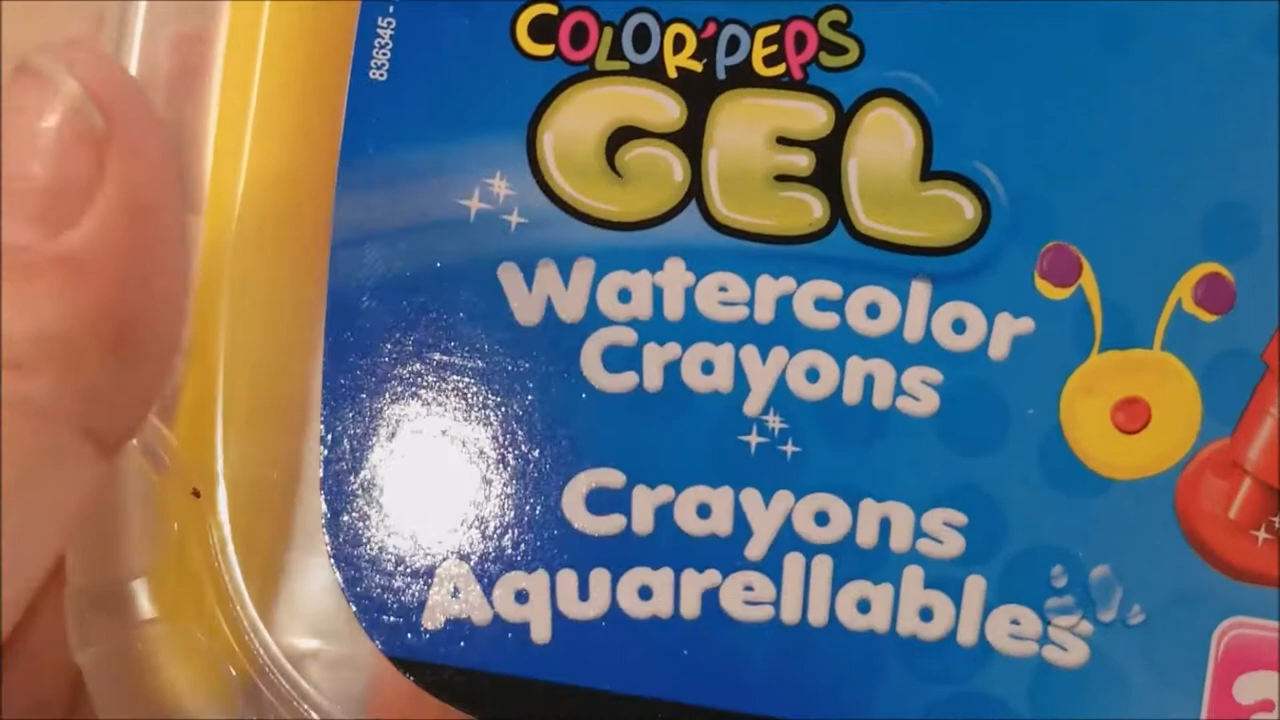 836345 -
COLOR'PEPS
GEL
Watercolor
Crayons
Crayons
Aquarellables